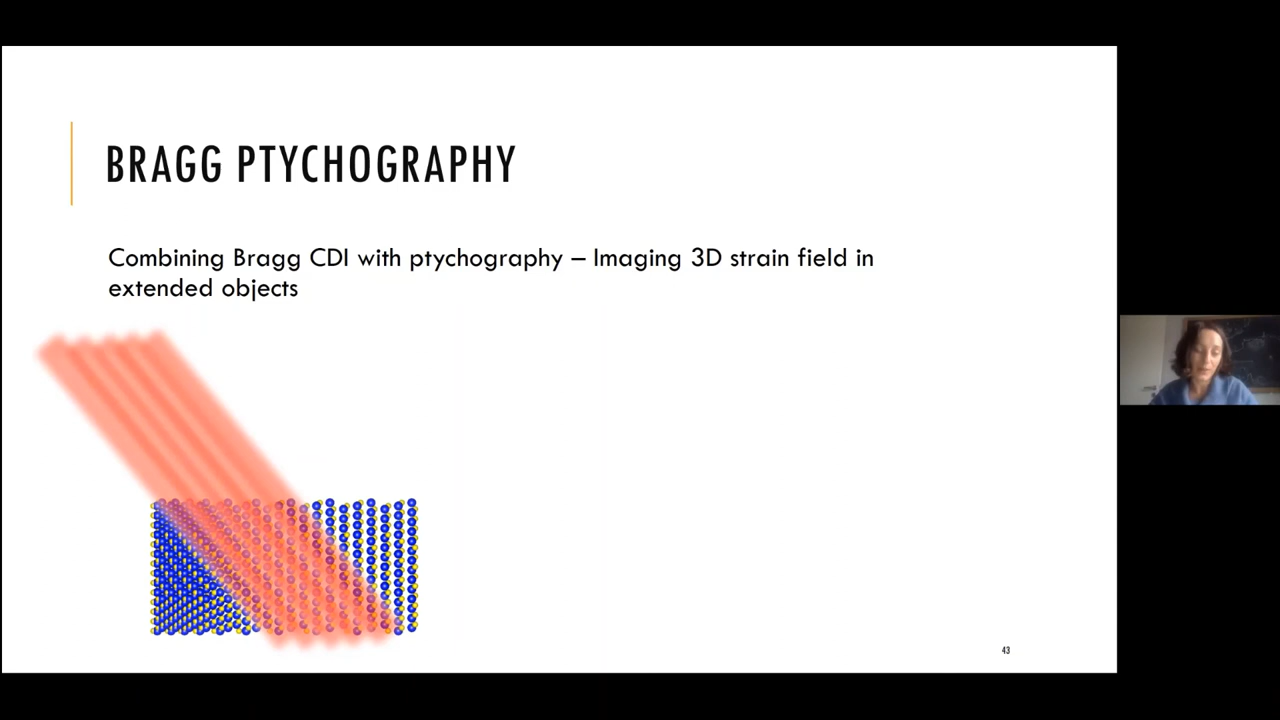 BRAGG PTYCHOGRAPHY
Combining Bragg CDI with ptychography – Imaging 3D strain field in
extended objects
43